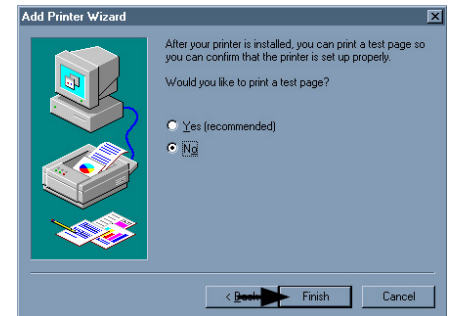 Add Printer Wizard
After your printer is installed, you can print a test page so
you can confirm that the printer is set up properly.
Would you like to print a test page?
Yes (recommended)
No
< Back Finish Cancel